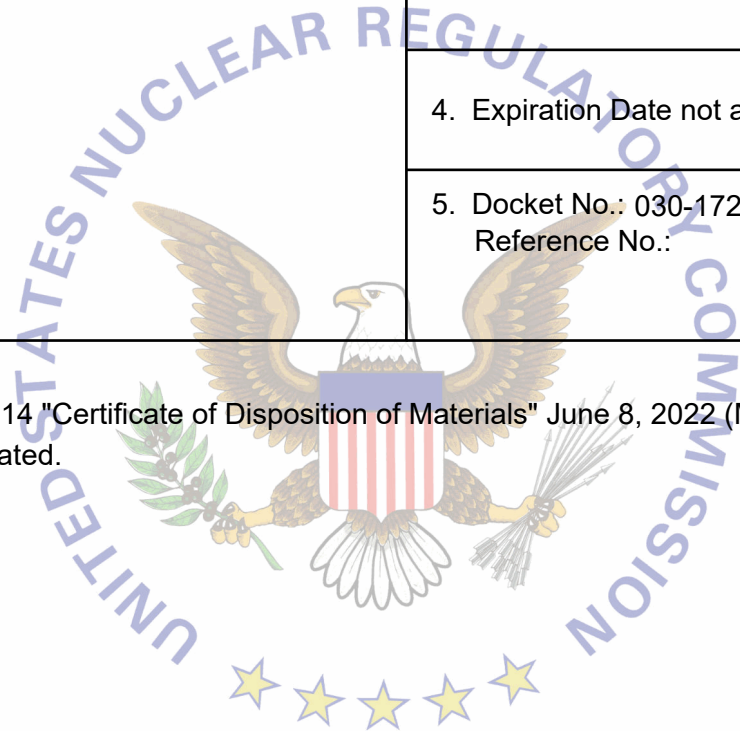 UNITED STATES NUCLEAR REGULATORY COMMISSION
4. Expiration Date not a
5. Docket No.: 030-172
Reference No.:
14 "Certificate of Disposition of Materials" June 8, 2022 (
ated.